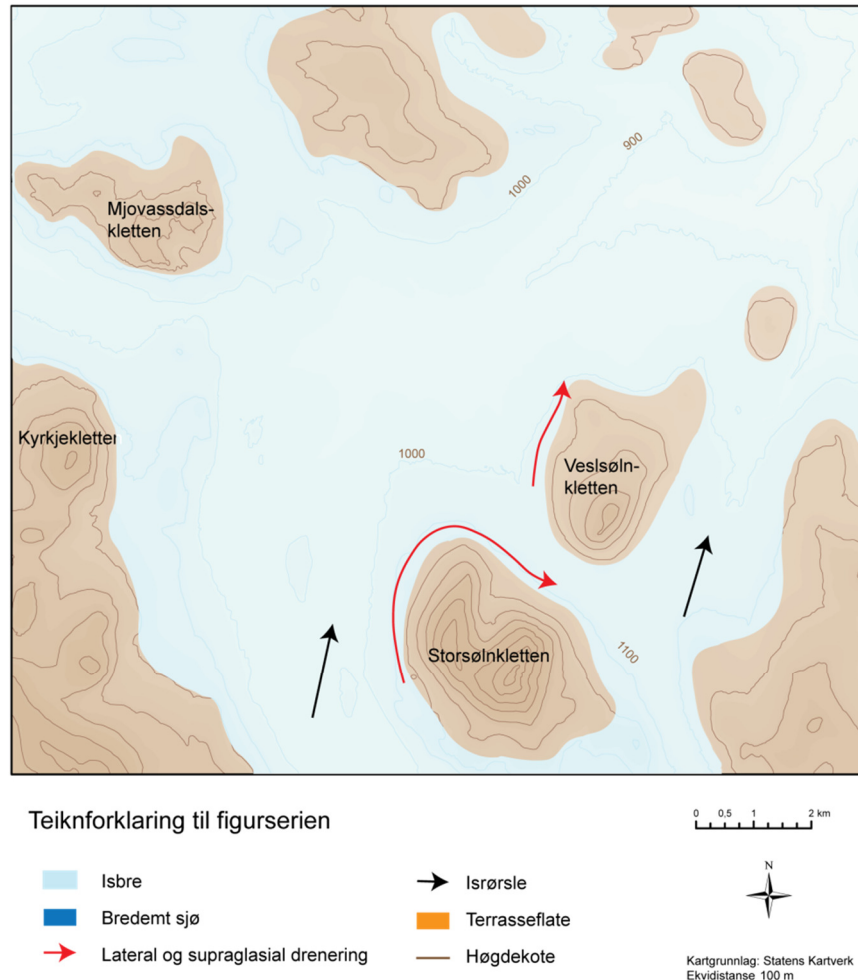 900
1000
Mjovassdals-
kletten
Kyrkjekletten
1000
Veslsøln-
kletten
Storsølnkletten
1100
Teiknforklaring til figurserien
0 0,5 1 2 km
N
Isbre
Isrørsle
Bredemt sjø
Terrasseflate
Lateral og supraglasial drenering
Høgdekote
Kartgrunnlag: Statens Kartverk
Ekvidistanse 100 m